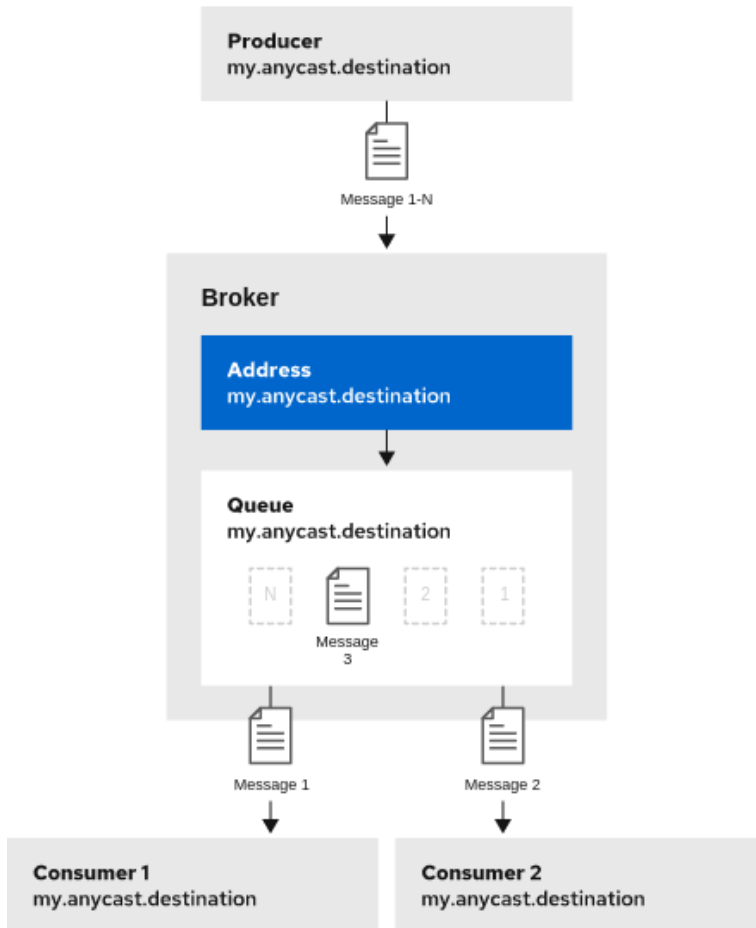 Producer
my.anycast.destination
Message 1-N
Broker
Address
my.anycast.destination
Queue
my.anycast.destination
N
2
1
Message
3
Message 1
Message 2
Consumer 1
my.anycast.destination
Consumer 2
my.anycast.destination